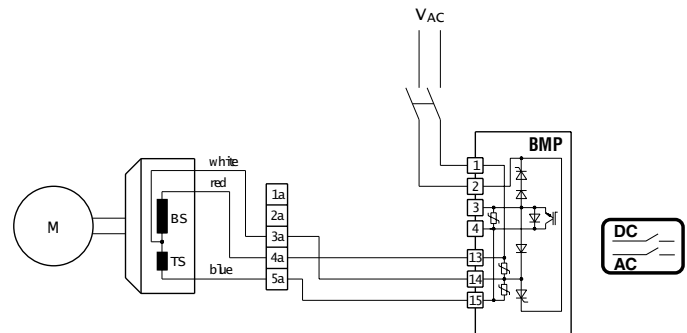 VAC
BMP
white
red
blue
M
BS
TS
1a
2a
3a
4a
5a
1
2
3
4
13
14
15
DC
AC